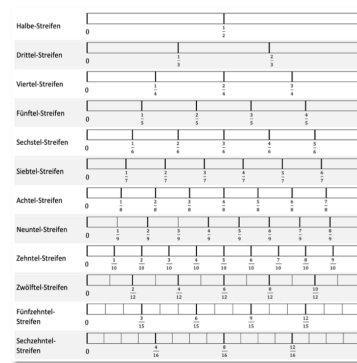 Halbe-Streifen 0 1/2
Drittel-Streifen 0 1/3 2/3
Viertel-Streifen 0 1/4 2/4 3/4
Fünftel-Streifen 0 1/5 2/5 3/5 4/5
Sechstel-Streifen 0 1/6 2/6 3/6 4/6 5/6
Siebtel-Streifen 0 1/7 2/7 3/7 4/7 5/7 6/7
Achtel-Streifen 0 1/8 2/8 3/8 4/8 5/8 6/8 7/8
Neuntel-Streifen 0 1/9 2/9 3/9 4/9 5/9 6/9 7/9 8/9
Zehntel-Streifen 0 1/10 2/10 3/10 4/10 5/10 6/10 7/10 8/10 9/10
Zwölftel-Streifen 0 2/12 4/12 6/12 8/12 10/12
Fünfzehntel-
Streifen 0 3/15 6/15 9/15 12/15
Sechzehntel-
Streifen 0 4/16 8/16 12/16